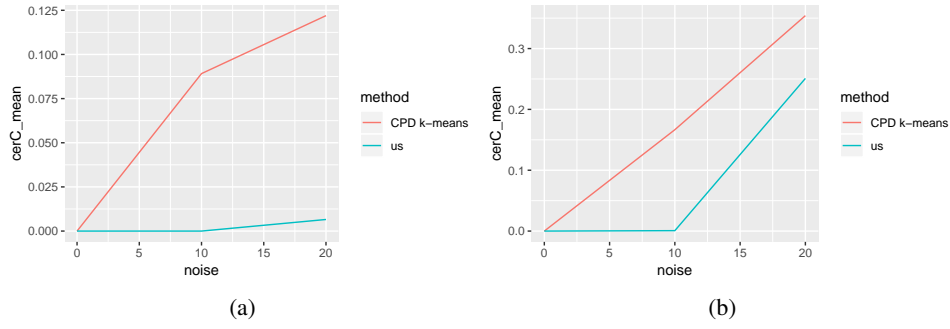 0.125
0.100
0.075
0.050
0.025
0.000
cerC_mean
0 5 10 15 20
noise
method
CPD k−means
us
(a)
0.3
0.2
0.1
0.0
cerC_mean
0 5 10 15 20
noise
method
CPD k−means
us
(b)